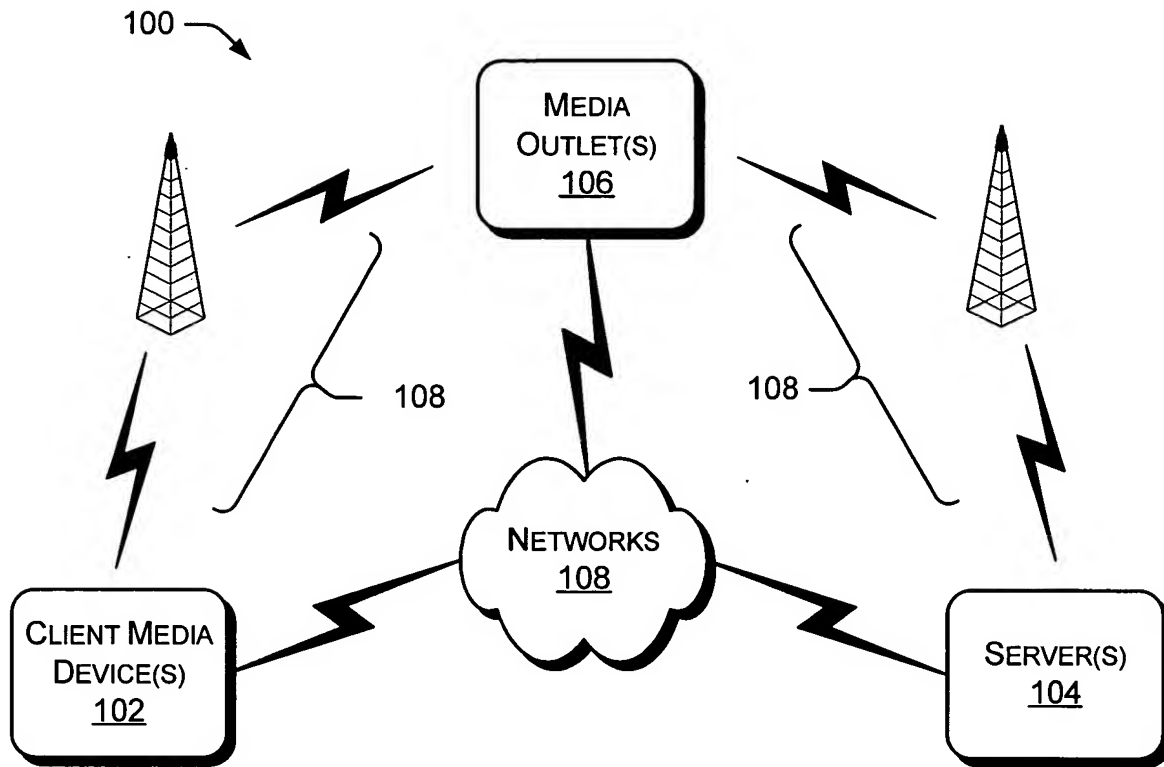 100
MEDIA
OUTLET(S)
106
108
108
NETWORKS
108
CLIENT MEDIA
DEVICE(S)
102
SERVER(S)
104